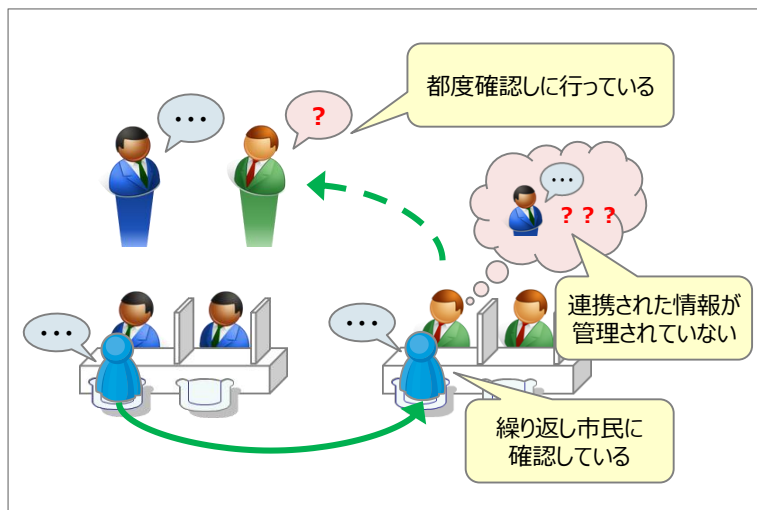 都度確認しに行っている
•••
?
•••
? ? ?
連携された情報が
管理されていない
•••
•••
繰り返し市民に
確認している